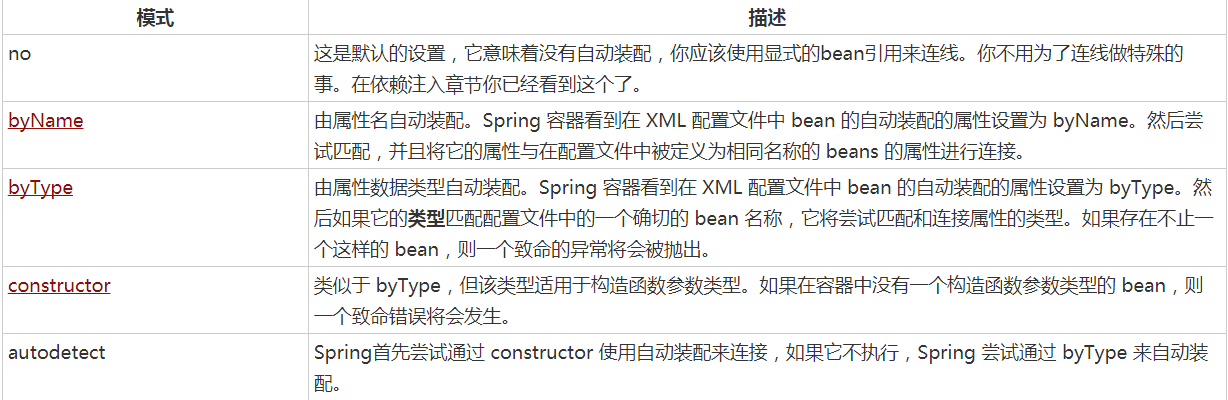 模式 描述
no 这是默认的设置，它意味着没有自动装配，你应该使用显式的bean引用来连线。你不用为了连线做特殊的
事。在依赖注入章节你已经看到这个了。
byName 由属性名自动装配。Spring 容器看到在 XML 配置文件中 bean 的自动装配的属性设置为 byName。然后尝
试匹配，并且将它的属性与在配置文件中被定义为相同名称的 beans 的属性进行连接。
byType 由属性数据类型自动装配。Spring 容器看到在 XML 配置文件中 bean 的自动装配的属性设置为 byType。然
后如果它的类型匹配配置文件中的一个确切的 bean 名称，它将尝试匹配和连接属性的类型。如果存在不止一
个这样的 bean，则一个致命的异常将会被抛出。
constructor 类似于 byType，但该类型适用于构造函数参数类型。如果在容器中没有一个构造函数参数类型的 bean，则
一个致命错误将会发生。
autodetect Spring首先尝试通过 constructor 使用自动装配来连接，如果它不执行，Spring 尝试通过 byType 来自动装
配。